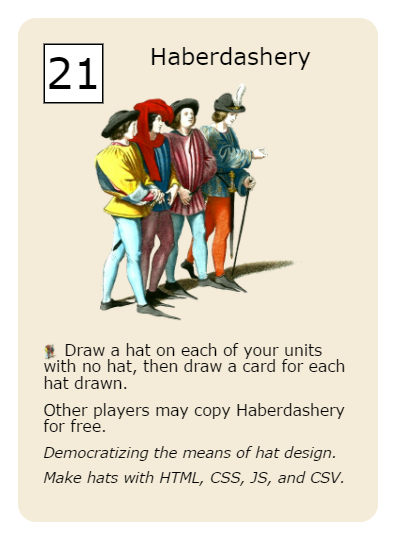 21
Haberdashery
Draw a hat on each of your units
with no hat, then draw a card for each
hat drawn.
Other players may copy Haberdashery
for free.
Democratizing the means of hat design.
Make hats with HTML, CSS, JS, and CSV.